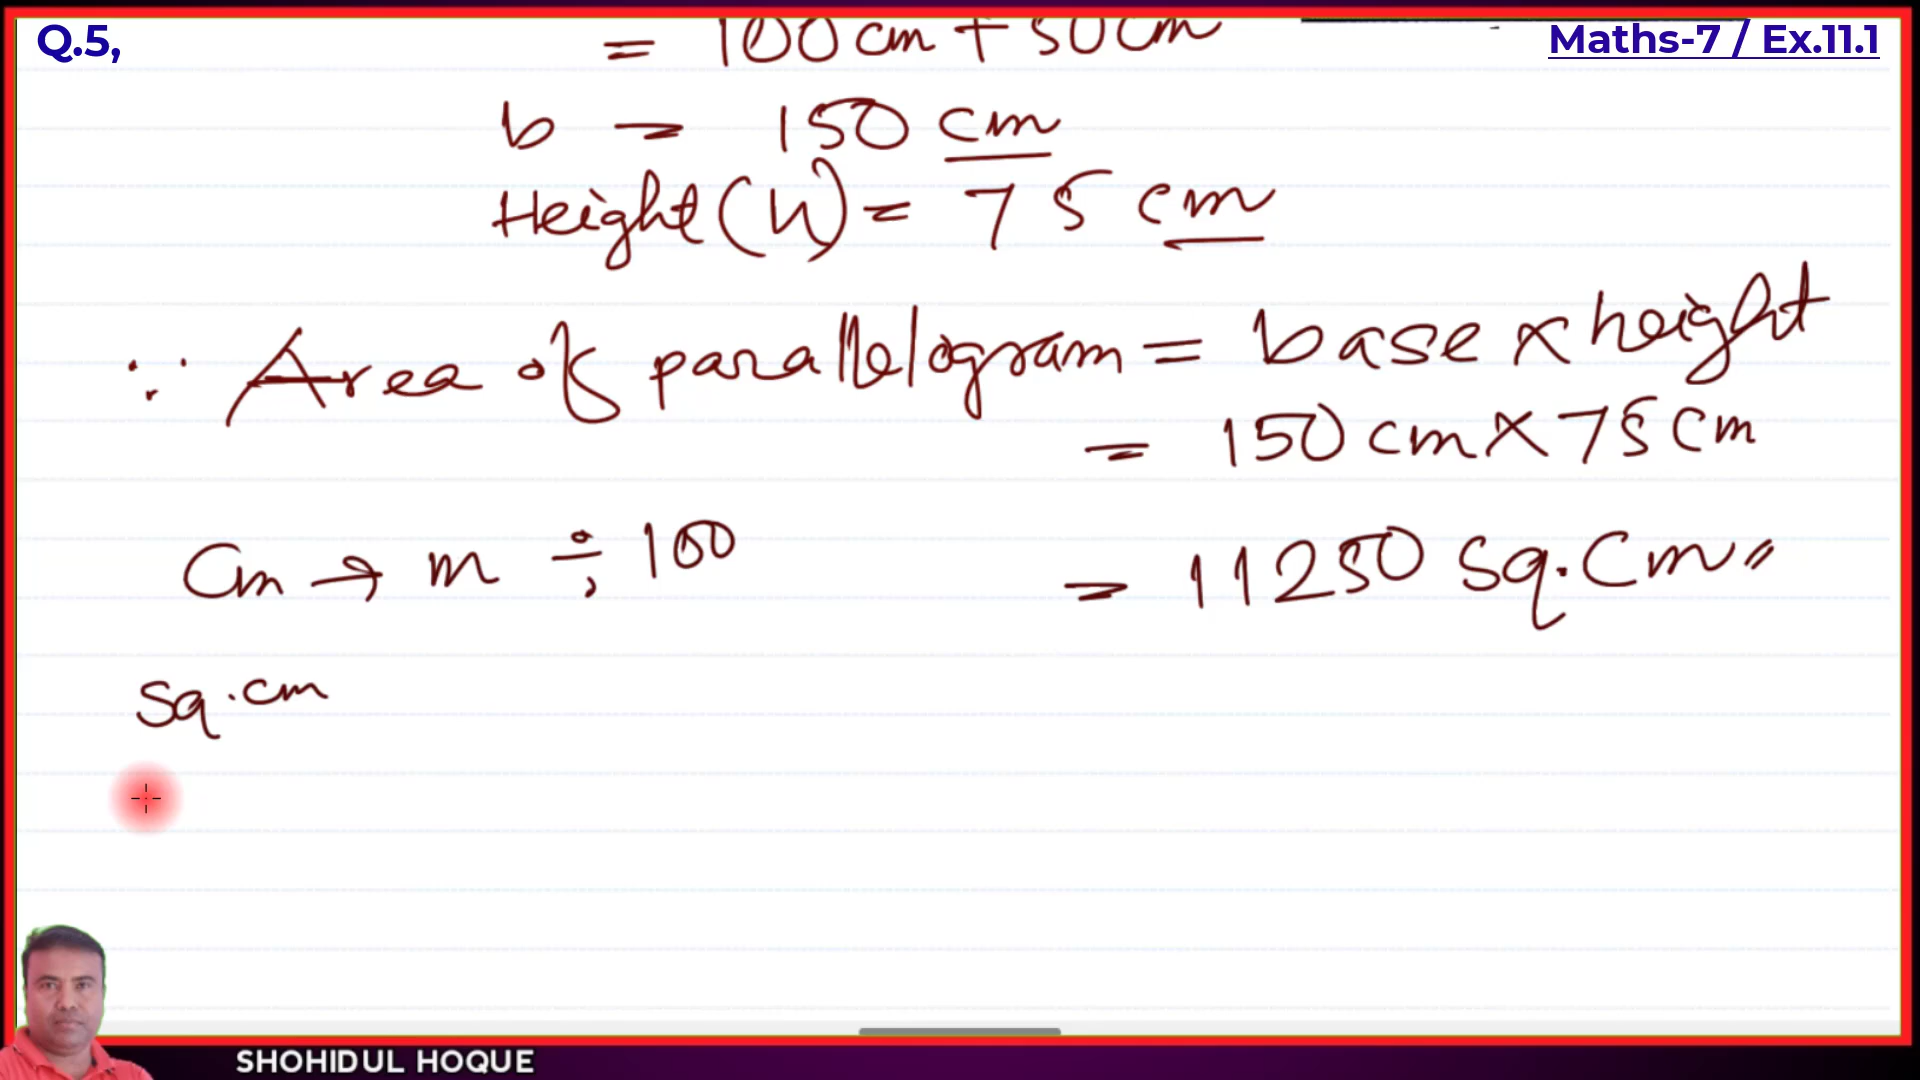 Q.5,
Maths-7 / Ex.11.1
= 100 cm + 50 cm
b = 150 cm
Height (h) = 75 cm
∵ Area of parallelogram = base × height
= 150 cm × 75 cm
Cm → m ÷ 100
= 11250 Sq. Cm〃
Sq. cm
SHOHIDUL HOQUE